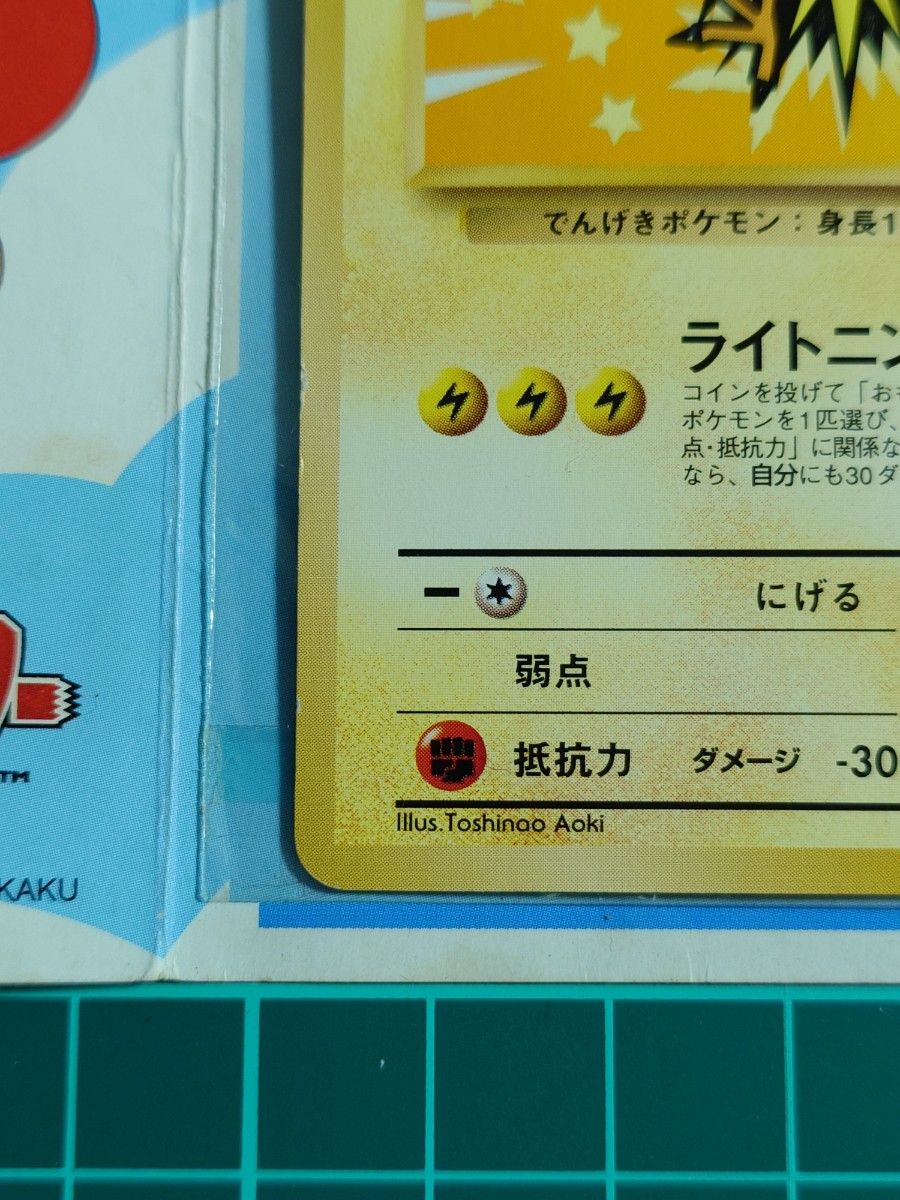 でんげきポケモン：身長1
ライトニン
コインを投げて「お
ポケモンを1匹選び、
点・抵抗力」に関係な
なら、自分にも30ダ
ー にげる
弱点
抵抗力 ダメージ -30
Illus.Toshinao Aoki
TM
KAKU